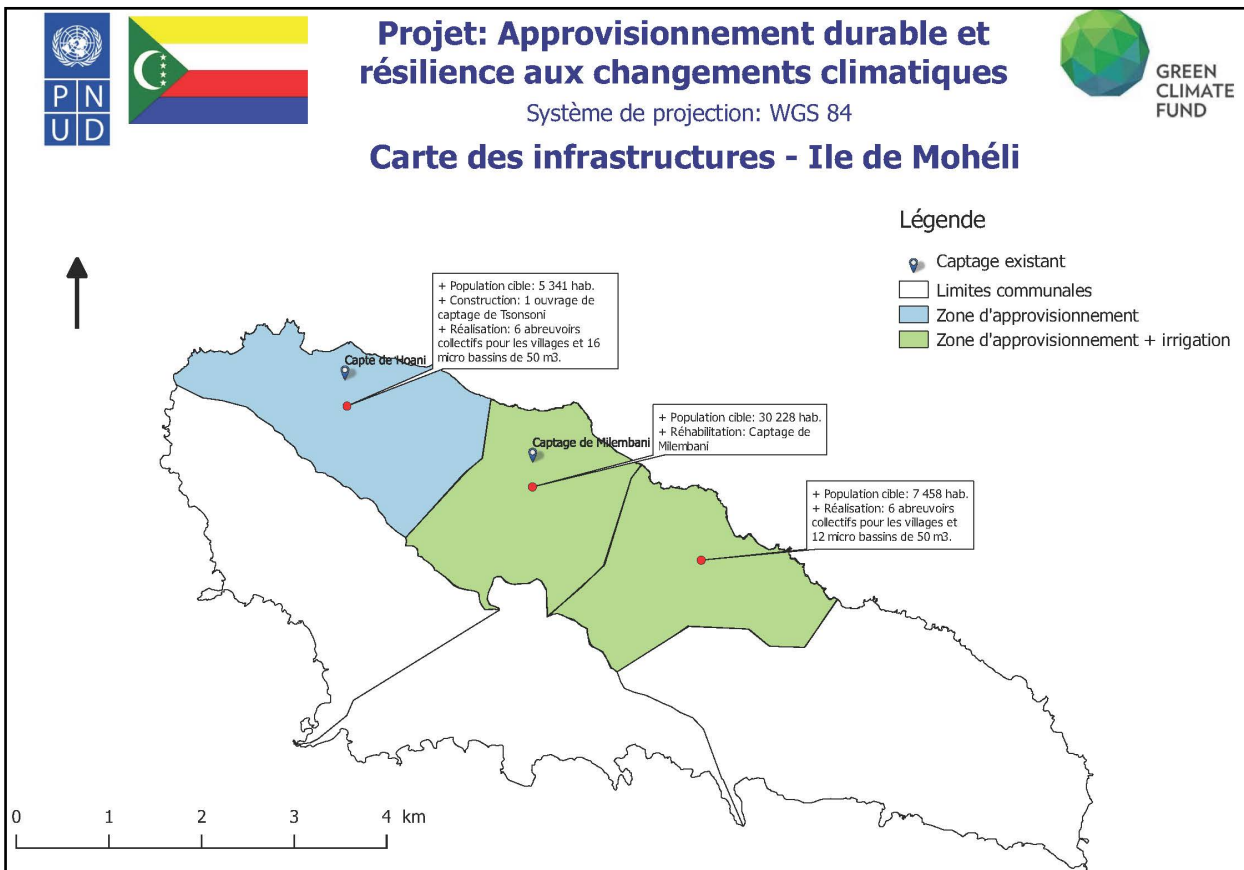 PN
UD
Projet: Approvisionnement durable et
résilience aux changements climatiques
Système de projection: WGS 84
Carte des infrastructures - Ile de Mohéli
GREEN
CLIMATE
FUND
Légende
Captage existant
Limites communales
Zone d'approvisionnement
Zone d'approvisionnement + irrigation
+ Population cible: 5 341 hab.
+ Construction: 1 ouvrage de
captage de Tsonsoni
+ Réalisation: 6 abreuvoirs
collectifs pour les villages et 16
micro bassins de 50 m3.
Capte de Hoani
+ Population cible: 30 228 hab.
+ Réhabilitation: Captage de
Milembani
Captage de Milembani
+ Population cible: 7 458 hab.
+ Réalisation: 6 abreuvoirs
collectifs pour les villages et
12 micro bassins de 50 m3.
0 1 2 3 4 km